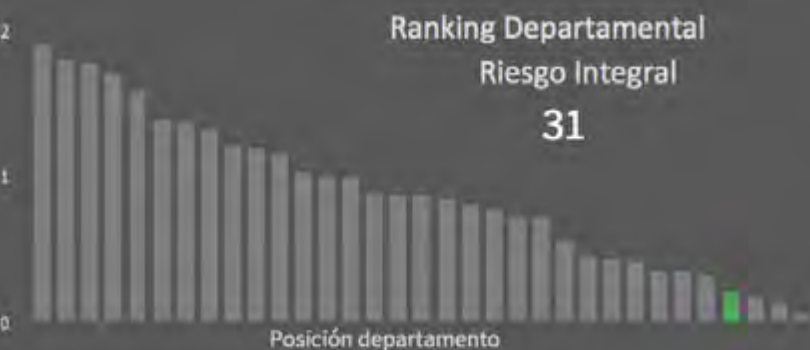 Ranking Departamental
Riesgo Integral
31
2
1
0
Posición departamento